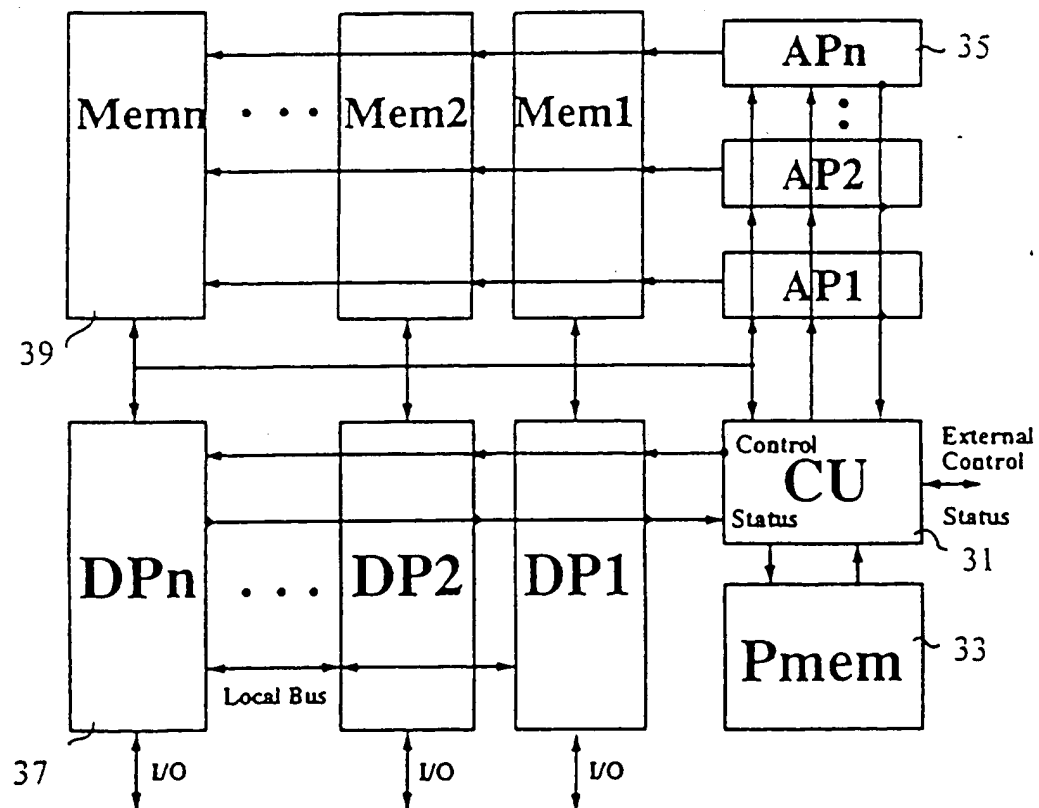 APn
35
Memn
. . .
Mem2
Mem1
AP2
AP1
39
Control
CU
Status
External
Control
Status
31
DPn
. . .
DP2
DP1
Pmem
33
Local Bus
37
I/O
I/O
I/O